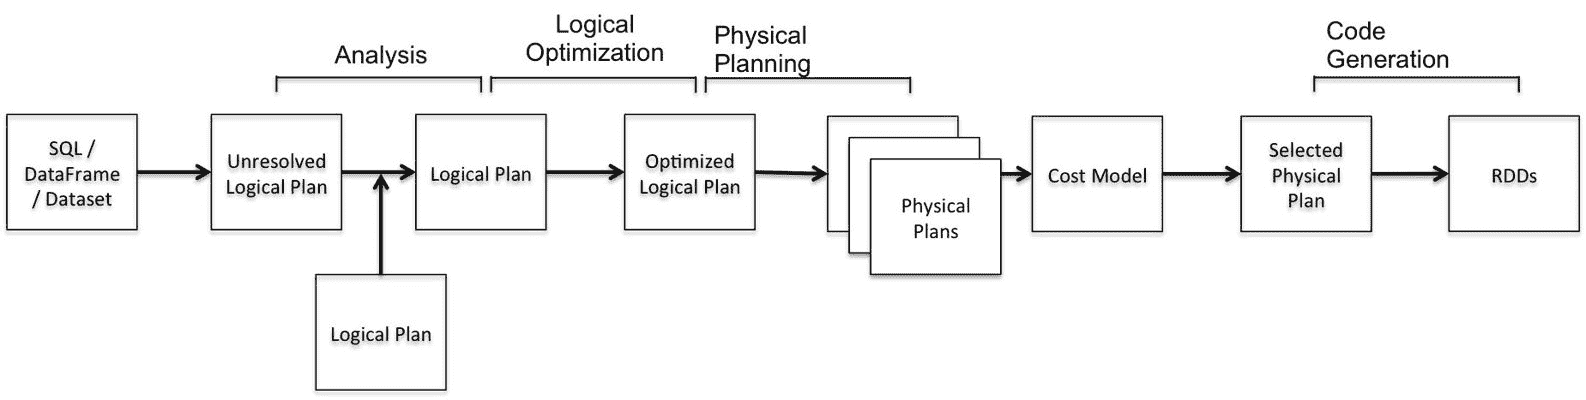 Analysis
Logical
Optimization
Physical
Planning
Code
Generation
SQL /
DataFrame
/ Dataset
Unresolved
Logical Plan
Logical Plan
Optimized
Logical Plan
Physical
Plans
Cost Model
Selected
Physical
Plan
RDDs
Logical Plan